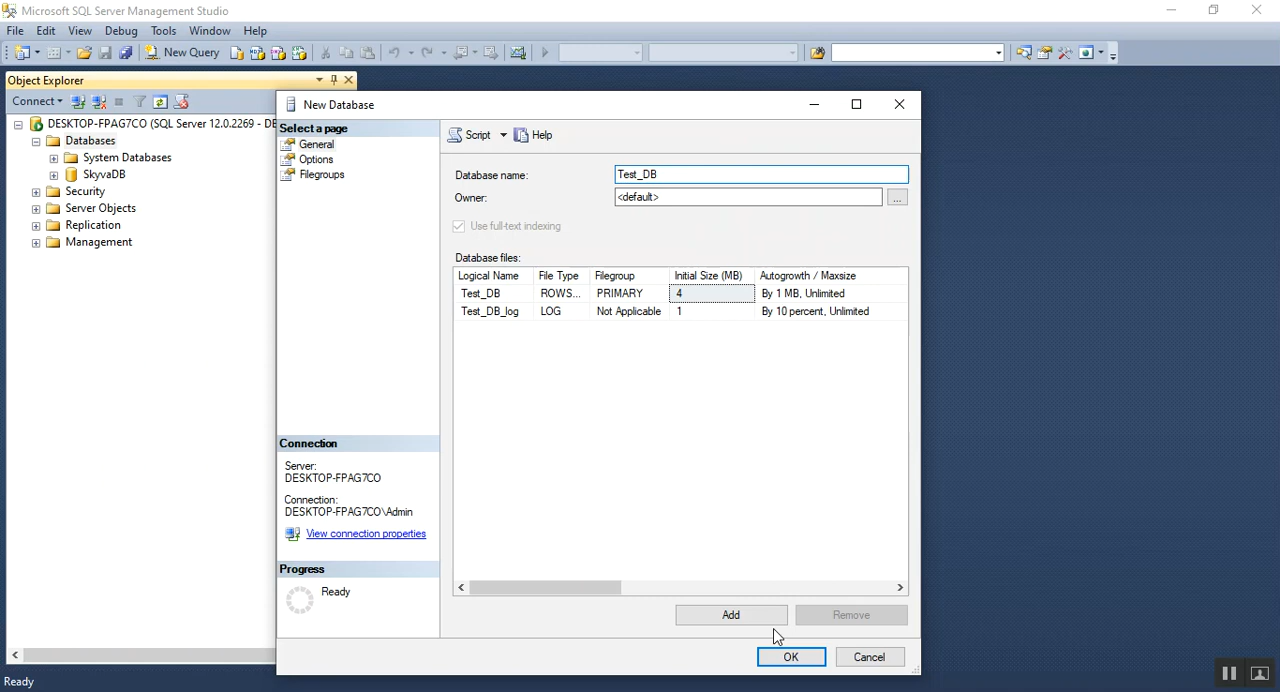 Microsoft SQL Server Management Studio
File Edit View Debug Tools Window Help
New Query
Object Explorer
Connect
DESKTOP-FPAG7CO (SQL Server 12.0.2269 - DE
Databases
System Databases
SkyvaDB
Security
Server Objects
Replication
Management
New Database
Select a page
General
Options
Filegroups
Connection
Server:
DESKTOP-FPAG7CO
Connection:
DESKTOP-FPAG7CO\Admin
View connection properties
Progress
Ready
Script Help
Database name: Test_DB
Owner: <default> ...
Use full-text indexing
Database files:
Logical Name File Type Filegroup Initial Size (MB) Autogrowth / Maxsize
Test_DB ROWS... PRIMARY 4 By 1 MB, Unlimited
Test_DB_log LOG Not Applicable 1 By 10 percent, Unlimited
Add Remove
OK Cancel
Ready